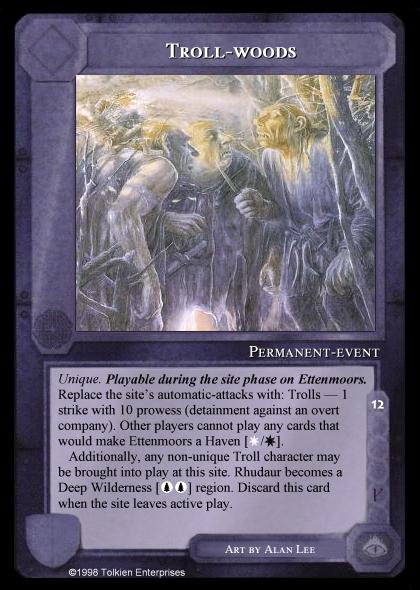 TROLL-WOODS
PERMANENT-EVENT
Unique. Playable during the site phase on Ettenmoors.
Replace the site's automatic-attacks with: Trolls — 1
strike with 10 prowess (detainment against an overt
company). Other players cannot play any cards that
would make Ettenmoors a Haven [/].
Additionally, any non-unique Troll character may
be brought into play at this site. Rhudaur becomes a
Deep Wilderness [] region. Discard this card
when the site leaves active play.
12
ART BY ALAN LEE
©1998 Tolkien Enterprises